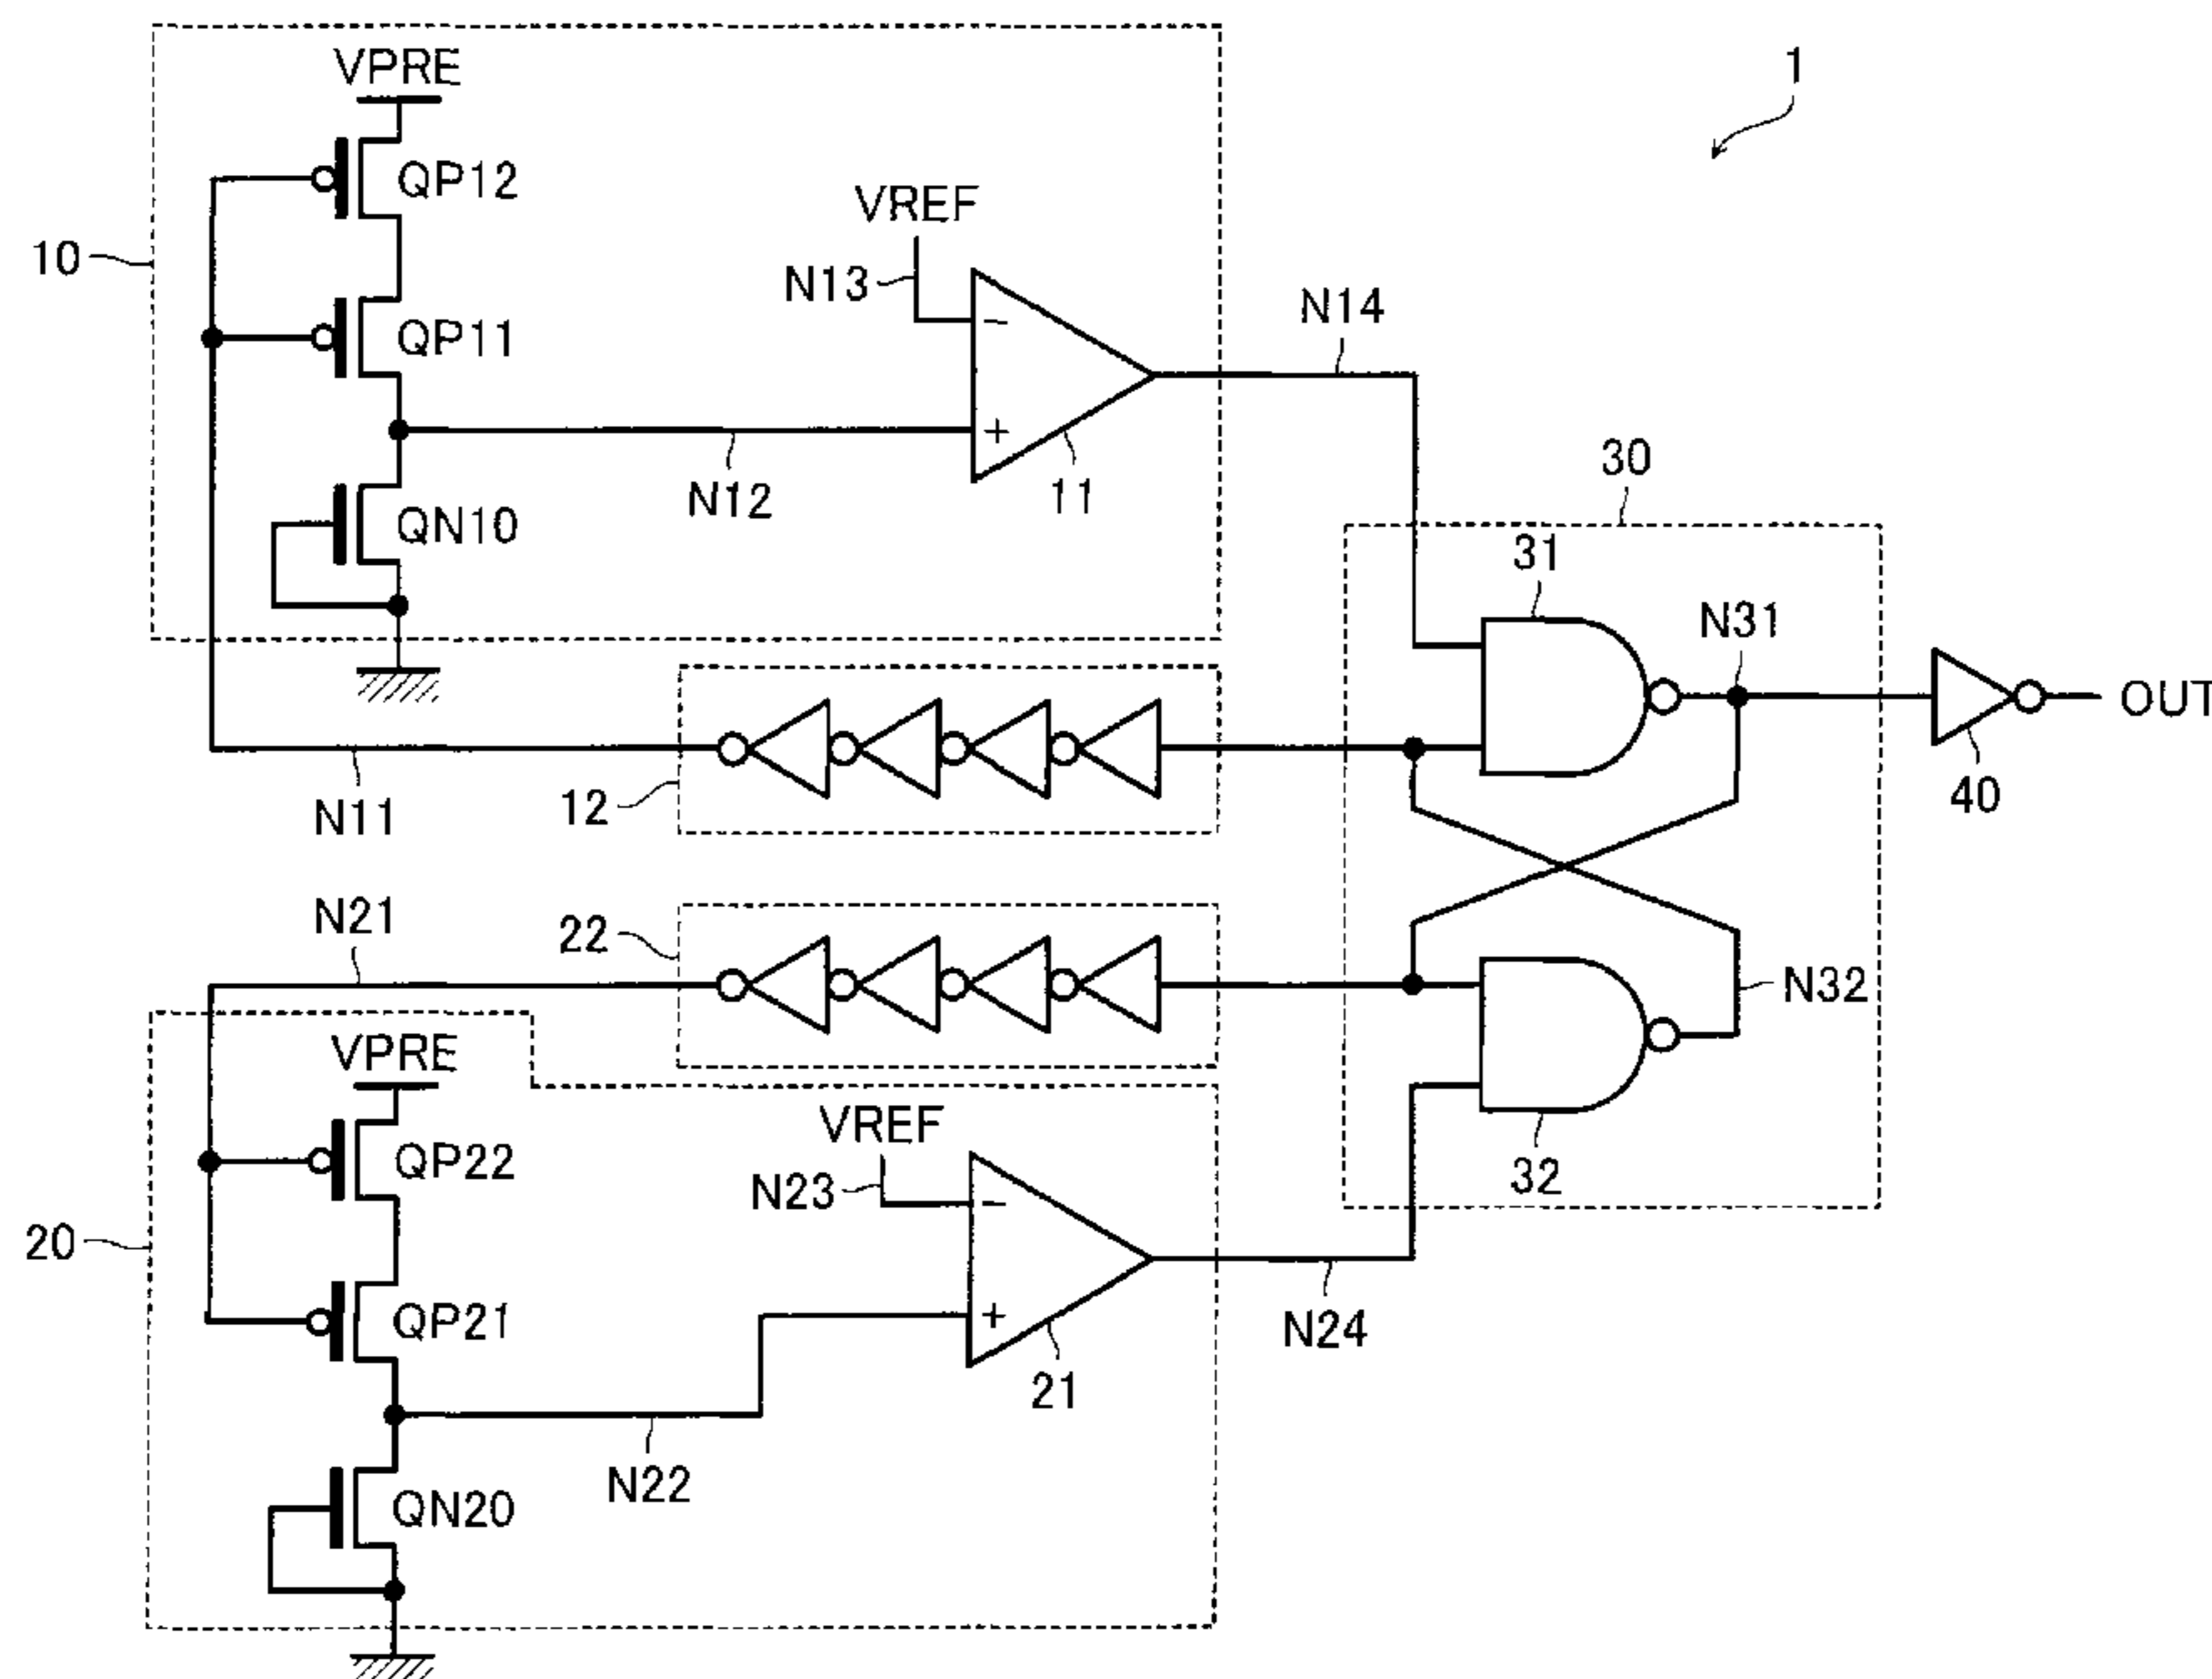 1
VPRE
QP12
VREF
10
N13
N14
QP11
-
+
30
N12
11
QN10
31
N31
OUT
12
40
N11
N21
22
N32
VPRE
VREF
QP22
N23
-
32
20
QP21
+
N24
21
N22
QN20